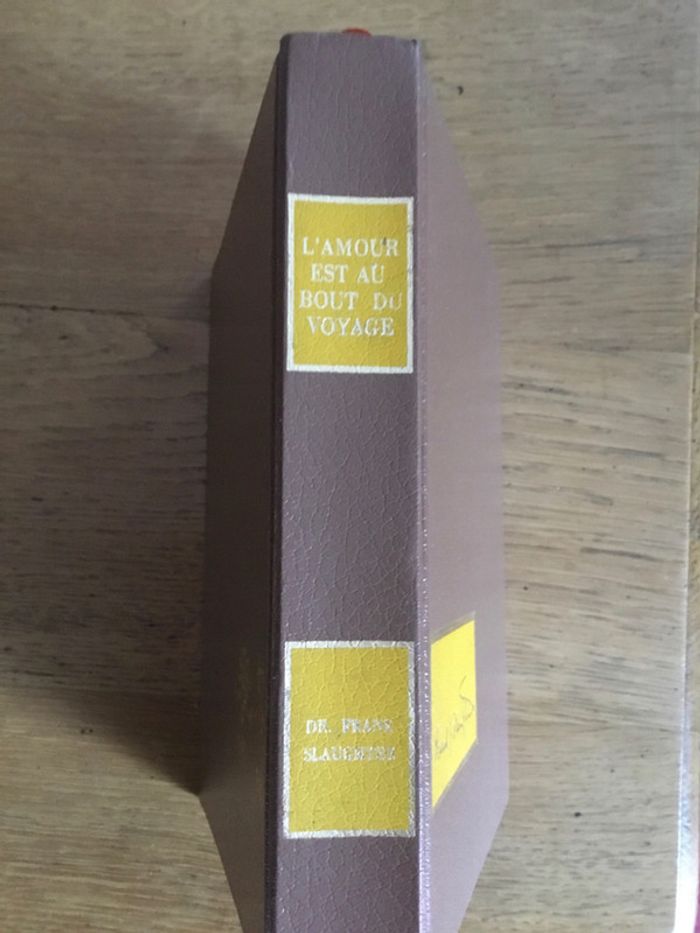 L'AMOUR
EST AU
BOUT DU
VOYAGE
DR. FRANK
SLAUGHTER